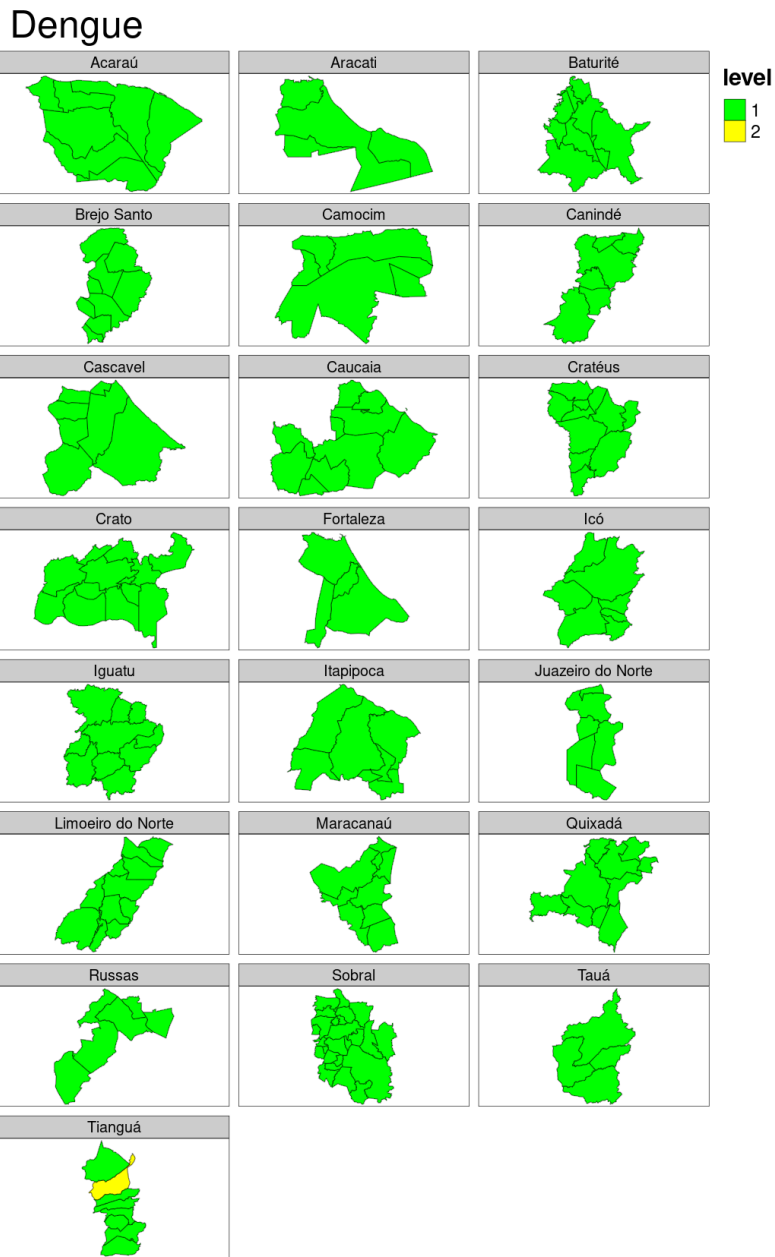 Dengue
Acaraú
Aracati
Baturité
level
1
2
Brejo Santo
Camocim
Canindé
Cascavel
Caucaia
Cratéus
Crato
Fortaleza
Icó
Iguatu
Itapipoca
Juazeiro do Norte
Limoeiro do Norte
Maracanaú
Quixadá
Russas
Sobral
Tauá
Tianguá